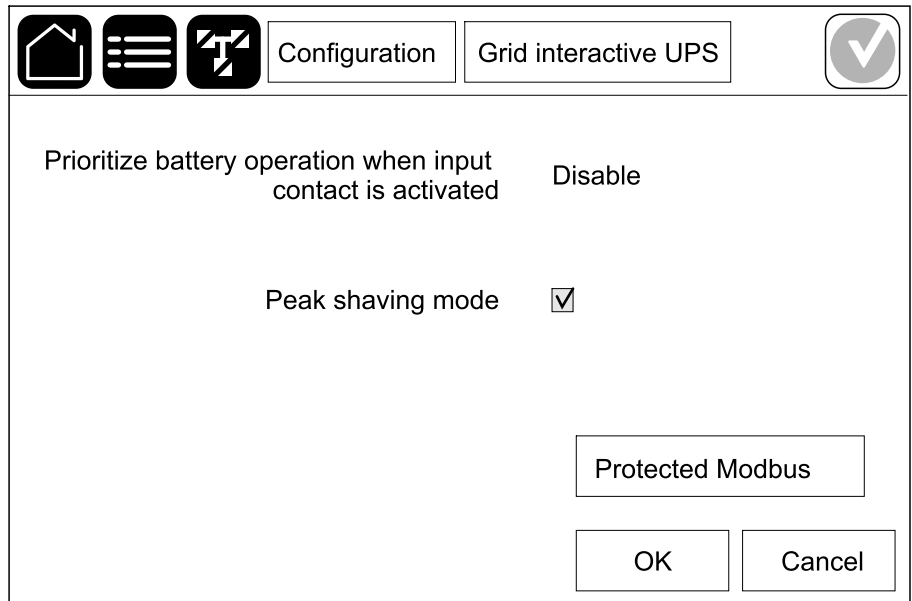 Configuration
Grid interactive UPS
Prioritize battery operation when input
contact is activated
Disable
Peak shaving mode
Protected Modbus
OK
Cancel